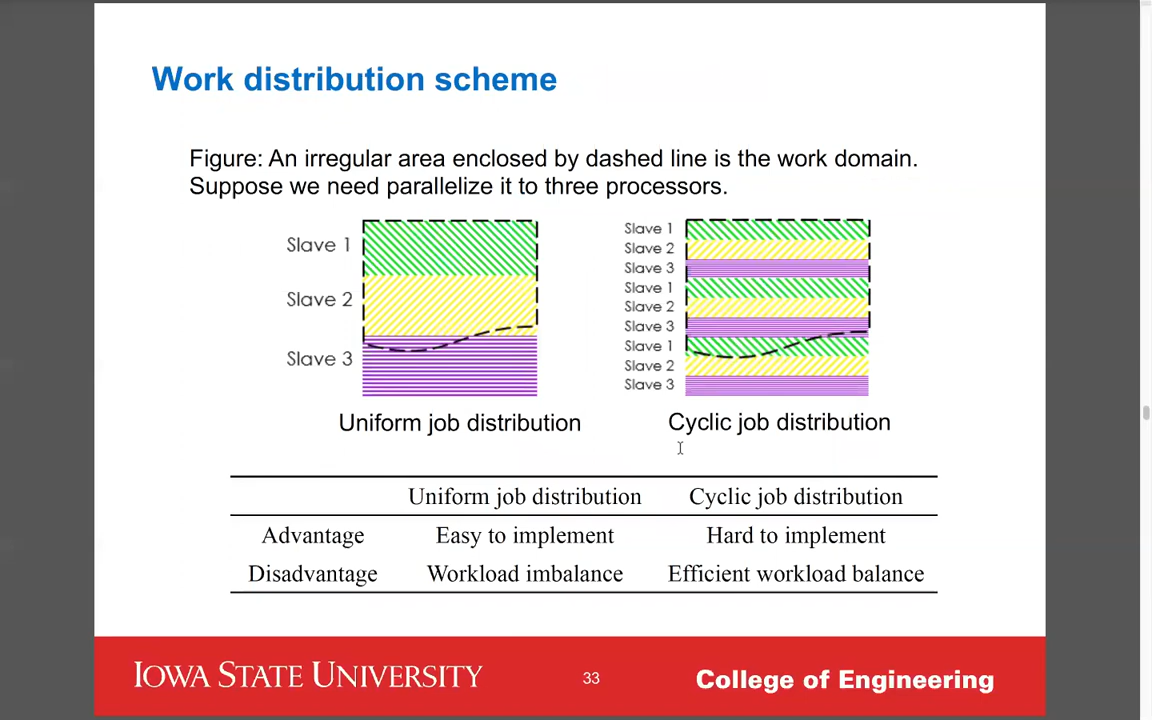 Work distribution scheme
Figure: An irregular area enclosed by dashed line is the work domain.
Suppose we need parallelize it to three processors.
Slave 1
Slave 2
Slave 3
Uniform job distribution
Slave 1
Slave 2
Slave 3
Slave 1
Slave 2
Slave 3
Slave 1
Slave 2
Slave 3
Cyclic job distribution
Uniform job distribution Cyclic job distribution
Advantage Easy to implement Hard to implement
Disadvantage Workload imbalance Efficient workload balance
IOWA STATE UNIVERSITY 33 College of Engineering